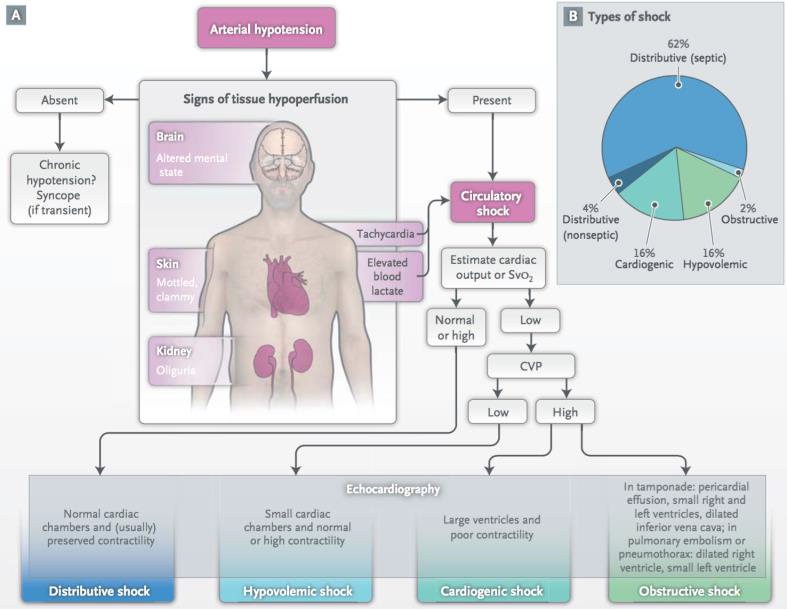 A
Arterial hypotension
Absent
Signs of tissue hypoperfusion
Present
Chronic
hypotension?
Syncope
(if transient)
Brain
Altered mental
state
Skin
Mottled,
clammy
Kidney
Oliguria
Tachycardia
Elevated
blood
lactate
Circulatory
shock
Estimate cardiac
output or SvO₂
Normal
or high
Low
CVP
Low
High
Echocardiography
Normal cardiac
chambers and (usually)
preserved contractility
Small cardiac
chambers and normal
or high contractility
Large ventricles and
poor contractility
In tamponade: pericardial
effusion, small right and
left ventricles, dilated
inferior vena cava; in
pulmonary embolism or
pneumothorax: dilated right
ventricle, small left ventricle
Distributive shock
Hypovolemic shock
Cardiogenic shock
Obstructive shock
B Types of shock
62%
Distributive (septic)
4%
Distributive
(nonseptic)
16%
Cardiogenic
16%
Hypovolemic
2%
Obstructive